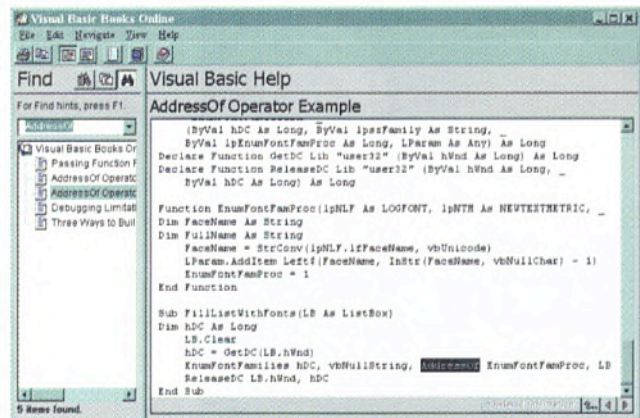 Visual Basic Books Online
File Edit Navigate View Help
Find
Visual Basic Help
For Find hints, press F1.
AddressOf Operator Example
AddressOf
Visual Basic Books On
Passing Function P
AddressOf Operato
AddressOf Operato
Debugging Limitati
Three Ways to Buil
(ByVal hDC As Long, ByVal lpszFamily As String, _
ByVal lpEnumFontFamProc As Long, LParam As Any) As Long
Declare Function GetDC Lib "user32" (ByVal hWnd As Long) As Long
Declare Function ReleaseDC Lib "user32" (ByVal hWnd As Long, _
ByVal hDC As Long) As Long
Function EnumFontFamProc(lpNLF As LOGFONT, lpNTM As NEWTEXTMETRIC, _
Dim FaceName As String
Dim FullName As String
FaceName = StrConv(lpNLF.lfFaceName, vbUnicode)
LParam.AddItem Left$(FaceName, InStr(FaceName, vbNullChar) - 1)
EnumFontFamProc = 1
End Function
Sub FillListWithFonts(LB As ListBox)
Dim hDC As Long
LB.Clear
hDC = GetDC(LB.hWnd)
EnumFontFamilies hDC, vbNullString, AddressOf EnumFontFamProc, LB
ReleaseDC LB.hWnd, hDC
End Sub
5 items found.